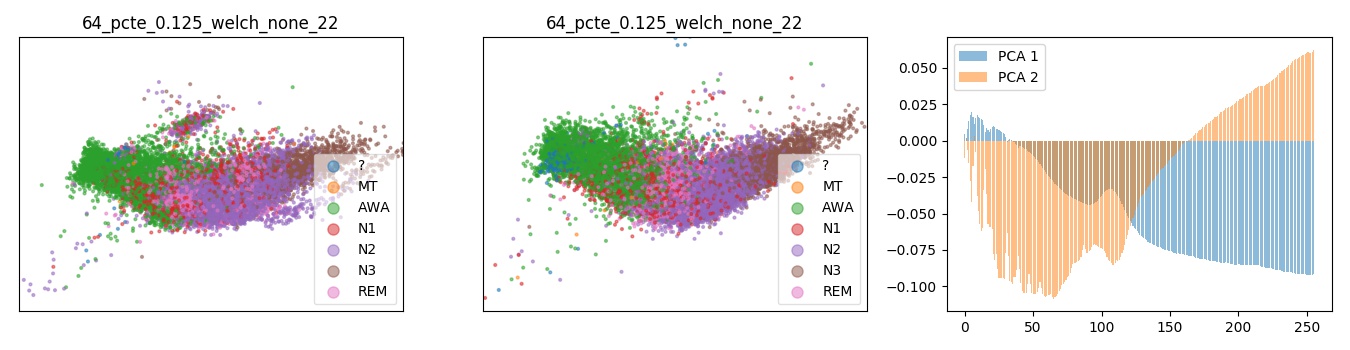 64_pcte_0.125_welch_none_22
?
MT
AWA
N1
N2
N3
REM
64_pcte_0.125_welch_none_22
?
MT
AWA
N1
N2
N3
REM
PCA 1
PCA 2
0.050
0.025
0.000
−0.025
−0.050
−0.075
−0.100
0 50 100 150 200 250